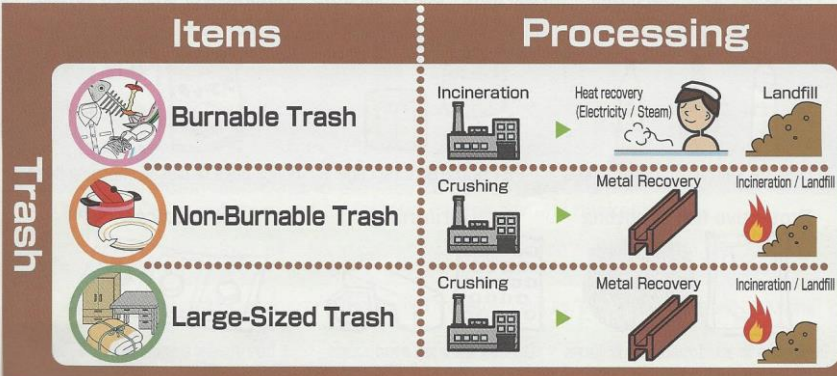 Items
Processing
Trash
Burnable Trash
Incineration
Heat recovery
(Electricity / Steam)
Landfill
Non-Burnable Trash
Crushing
Metal Recovery
Incineration / Landfill
Large-Sized Trash
Crushing
Metal Recovery
Incineration / Landfill